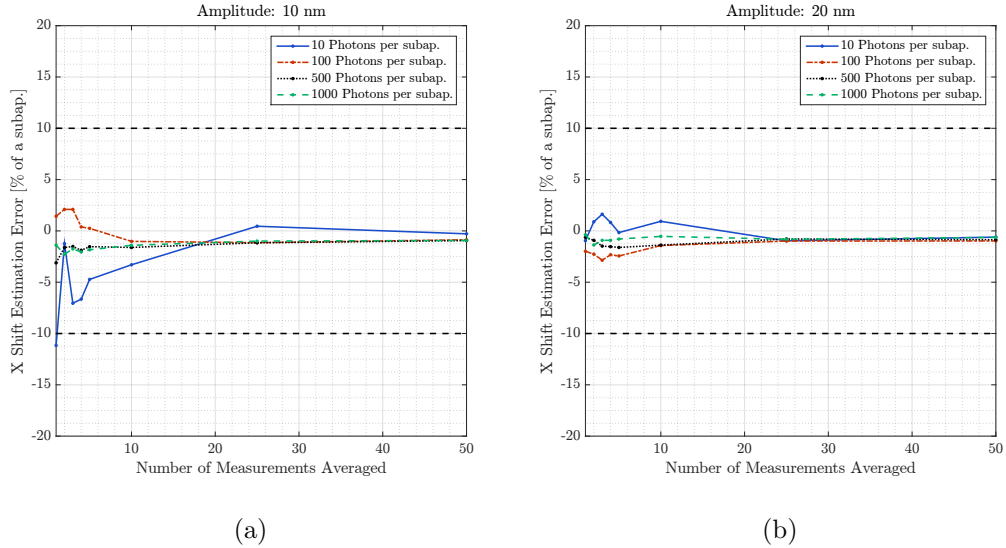 Amplitude: 10 nm
20
15
10
5
0
-5
-10
-15
-20
X Shift Estimation Error [% of a subap.]
10 Photons per subap.
100 Photons per subap.
500 Photons per subap.
1000 Photons per subap.
10
20
30
40
50
Number of Measurements Averaged
(a)
Amplitude: 20 nm
20
15
10
5
0
-5
-10
-15
-20
X Shift Estimation Error [% of a subap.]
10 Photons per subap.
100 Photons per subap.
500 Photons per subap.
1000 Photons per subap.
10
20
30
40
50
Number of Measurements Averaged
(b)